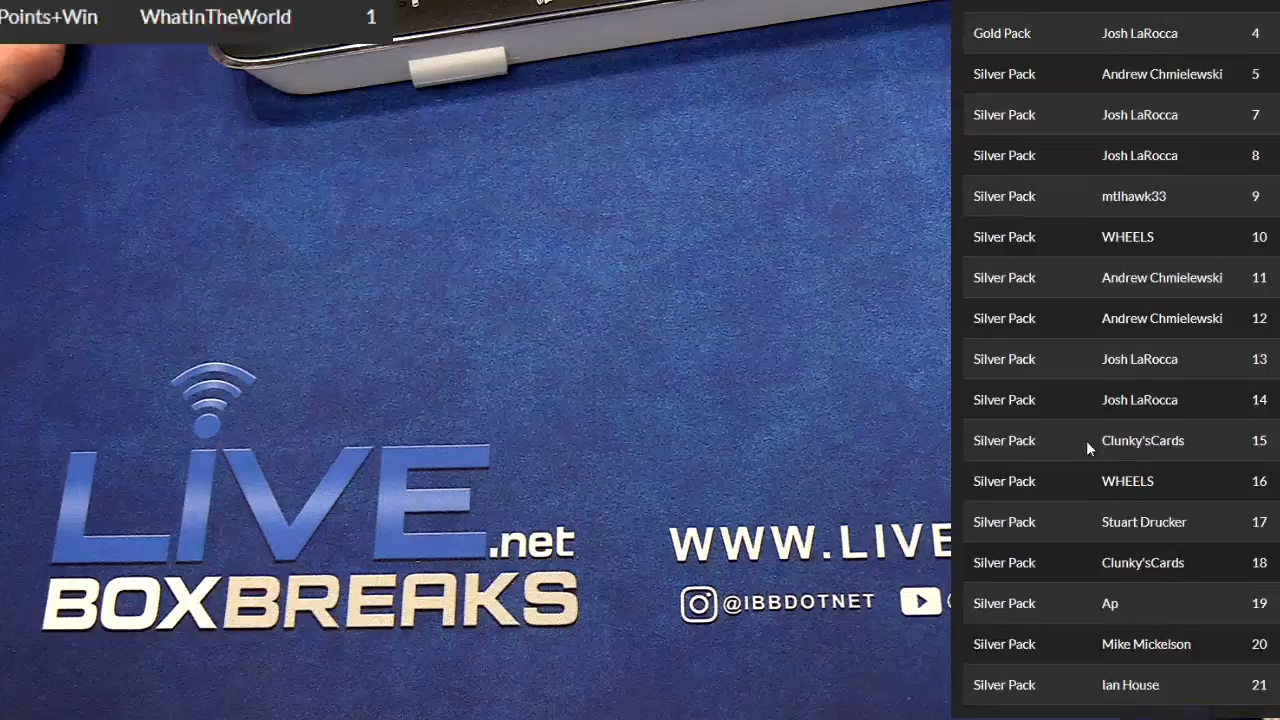 Points+Win WhatInTheWorld 1
Gold Pack Josh LaRocca 4
Silver Pack Andrew Chmielewski 5
Silver Pack Josh LaRocca 7
Silver Pack Josh LaRocca 8
Silver Pack mtlhawk33 9
Silver Pack WHEELS 10
Silver Pack Andrew Chmielewski 11
Silver Pack Andrew Chmielewski 12
Silver Pack Josh LaRocca 13
Silver Pack Josh LaRocca 14
Silver Pack Clunky'sCards 15
Silver Pack WHEELS 16
Silver Pack Stuart Drucker 17
Silver Pack Clunky'sCards 18
Silver Pack Ap 19
Silver Pack Mike Mickelson 20
Silver Pack Ian House 21
LIVE.net
BOXBREAKS
WWW.LIVE
@IBBDOTNET